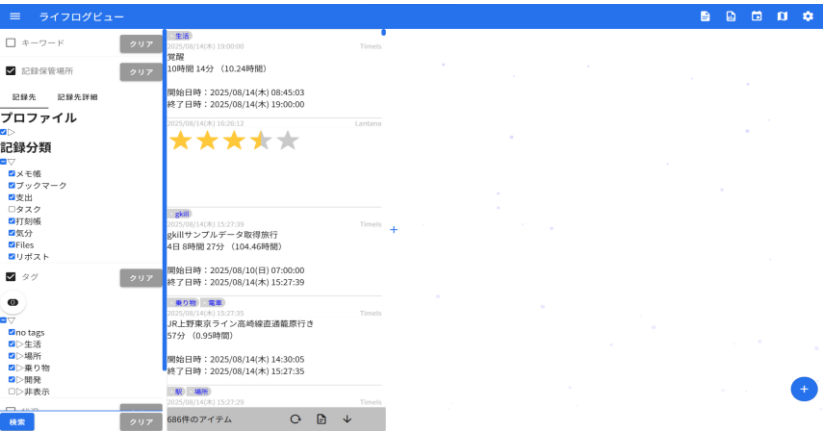 ライフログビュー
キーワード
クリア
記録保管場所
クリア
記録先 記録先詳細
プロファイル
記録分類
メモ帳
ブックマーク
支出
タスク
打刻帳
気分
Files
リポスト
タグ
クリア
no tags
生活
場所
乗り物
開発
非表示
検索
クリア
生活
2025/08/14(木) 19:00:00 TimeIs
覚醒
10時間 14分 （10.24時間）
開始日時：2025/08/14(木) 08:45:03
終了日時：2025/08/14(木) 19:00:00
2025/08/14(木) 16:26:12 Lantana
gkill
2025/08/14(木) 15:27:39 TimeIs
gkillサンプルデータ取得旅行
4日 8時間 27分 （104.46時間）
開始日時：2025/08/10(日) 07:00:00
終了日時：2025/08/14(木) 15:27:39
乗り物 電車
2025/08/14(木) 15:27:35 TimeIs
JR上野東京ライン高崎線直通籠原行き
57分 （0.95時間）
開始日時：2025/08/14(木) 14:30:05
終了日時：2025/08/14(木) 15:27:35
駅 場所
2025/08/14(木) 15:27:29 TimeIs
686件のアイテム